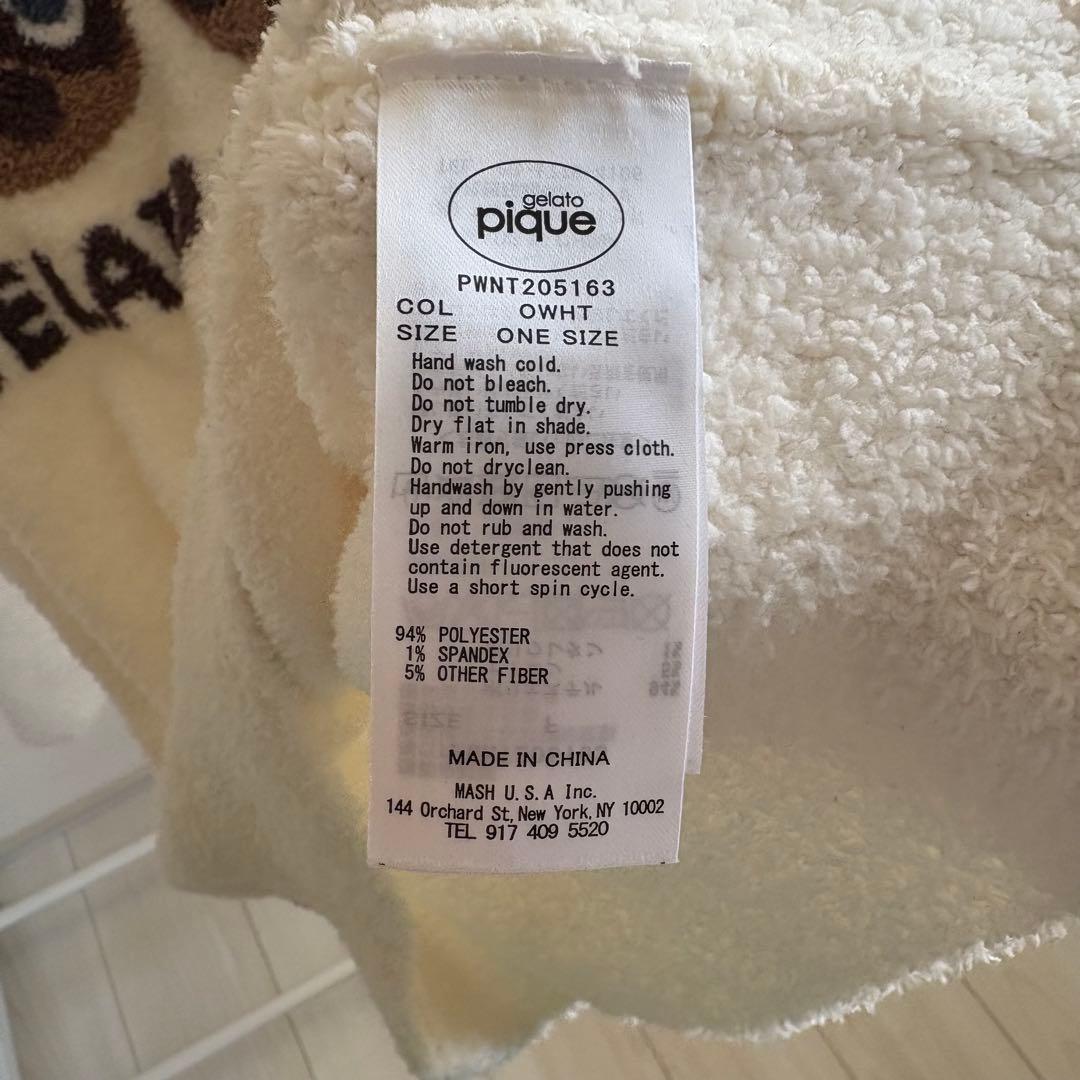 gelato
pique
PWNT205163
COL OWHT
SIZE ONE SIZE
Hand wash cold.
Do not bleach.
Do not tumble dry.
Dry flat in shade.
Warm iron, use press cloth.
Do not dryclean.
Handwash by gently pushing
up and down in water.
Do not rub and wash.
Use detergent that does not
contain fluorescent agent.
Use a short spin cycle.
94% POLYESTER
1% SPANDEX
5% OTHER FIBER
MADE IN CHINA
MASH U.S.A Inc.
144 Orchard St, New York, NY 10002
TEL 917 409 5520